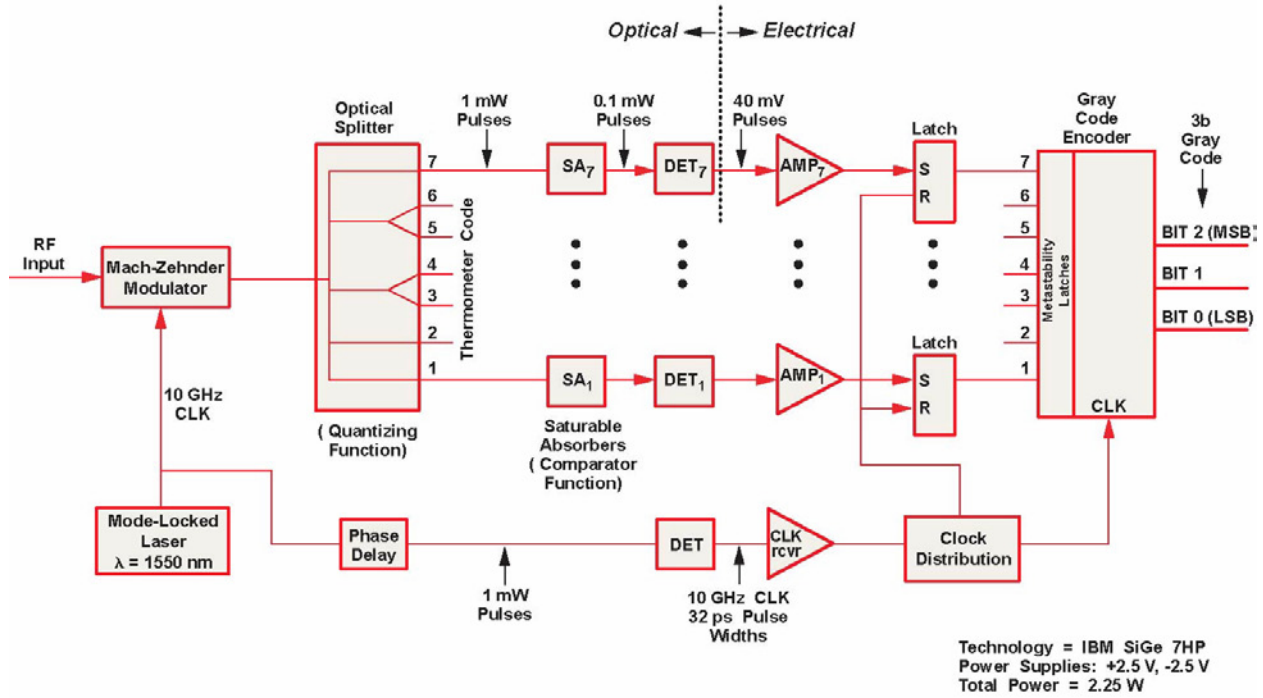 Optical
Electrical
Optical
Splitter
1 mW
Pulses
0.1 mW
Pulses
40 mV
Pulses
Latch
Gray
Code
Encoder
3b
Gray
Code
7
6
5
4
3
2
1
Thermometer Code
SA7
DET7
AMP7
S
R
7
6
5
4
3
2
1
Metastability
Latches
BIT 2 (MSB)
BIT 1
BIT 0 (LSB)
RF
Input
Mach-Zehnder
Modulator
Latch
SA1
DET1
AMP1
S
R
CLK
10 GHz
CLK
( Quantizing
Function)
Saturable
Absorbers
( Comparator
Function)
Mode-Locked
Laser
λ = 1550 nm
Phase
Delay
DET
CLK
rcvr
Clock
Distribution
1 mW
Pulses
10 GHz CLK
32 ps Pulse
Widths
Technology = IBM SiGe 7HP
Power Supplies: +2.5 V, -2.5 V
Total Power = 2.25 W